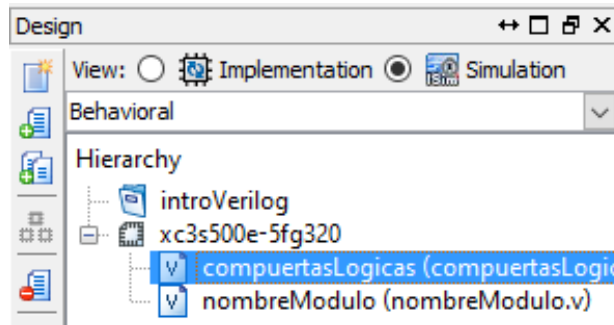 Design
View: Implementation Simulation
Behavioral
Hierarchy
introVerilog
xc3s500e-5fg320
compuertasLogicas (compuertasLogic
nombreModulo (nombreModulo.v)